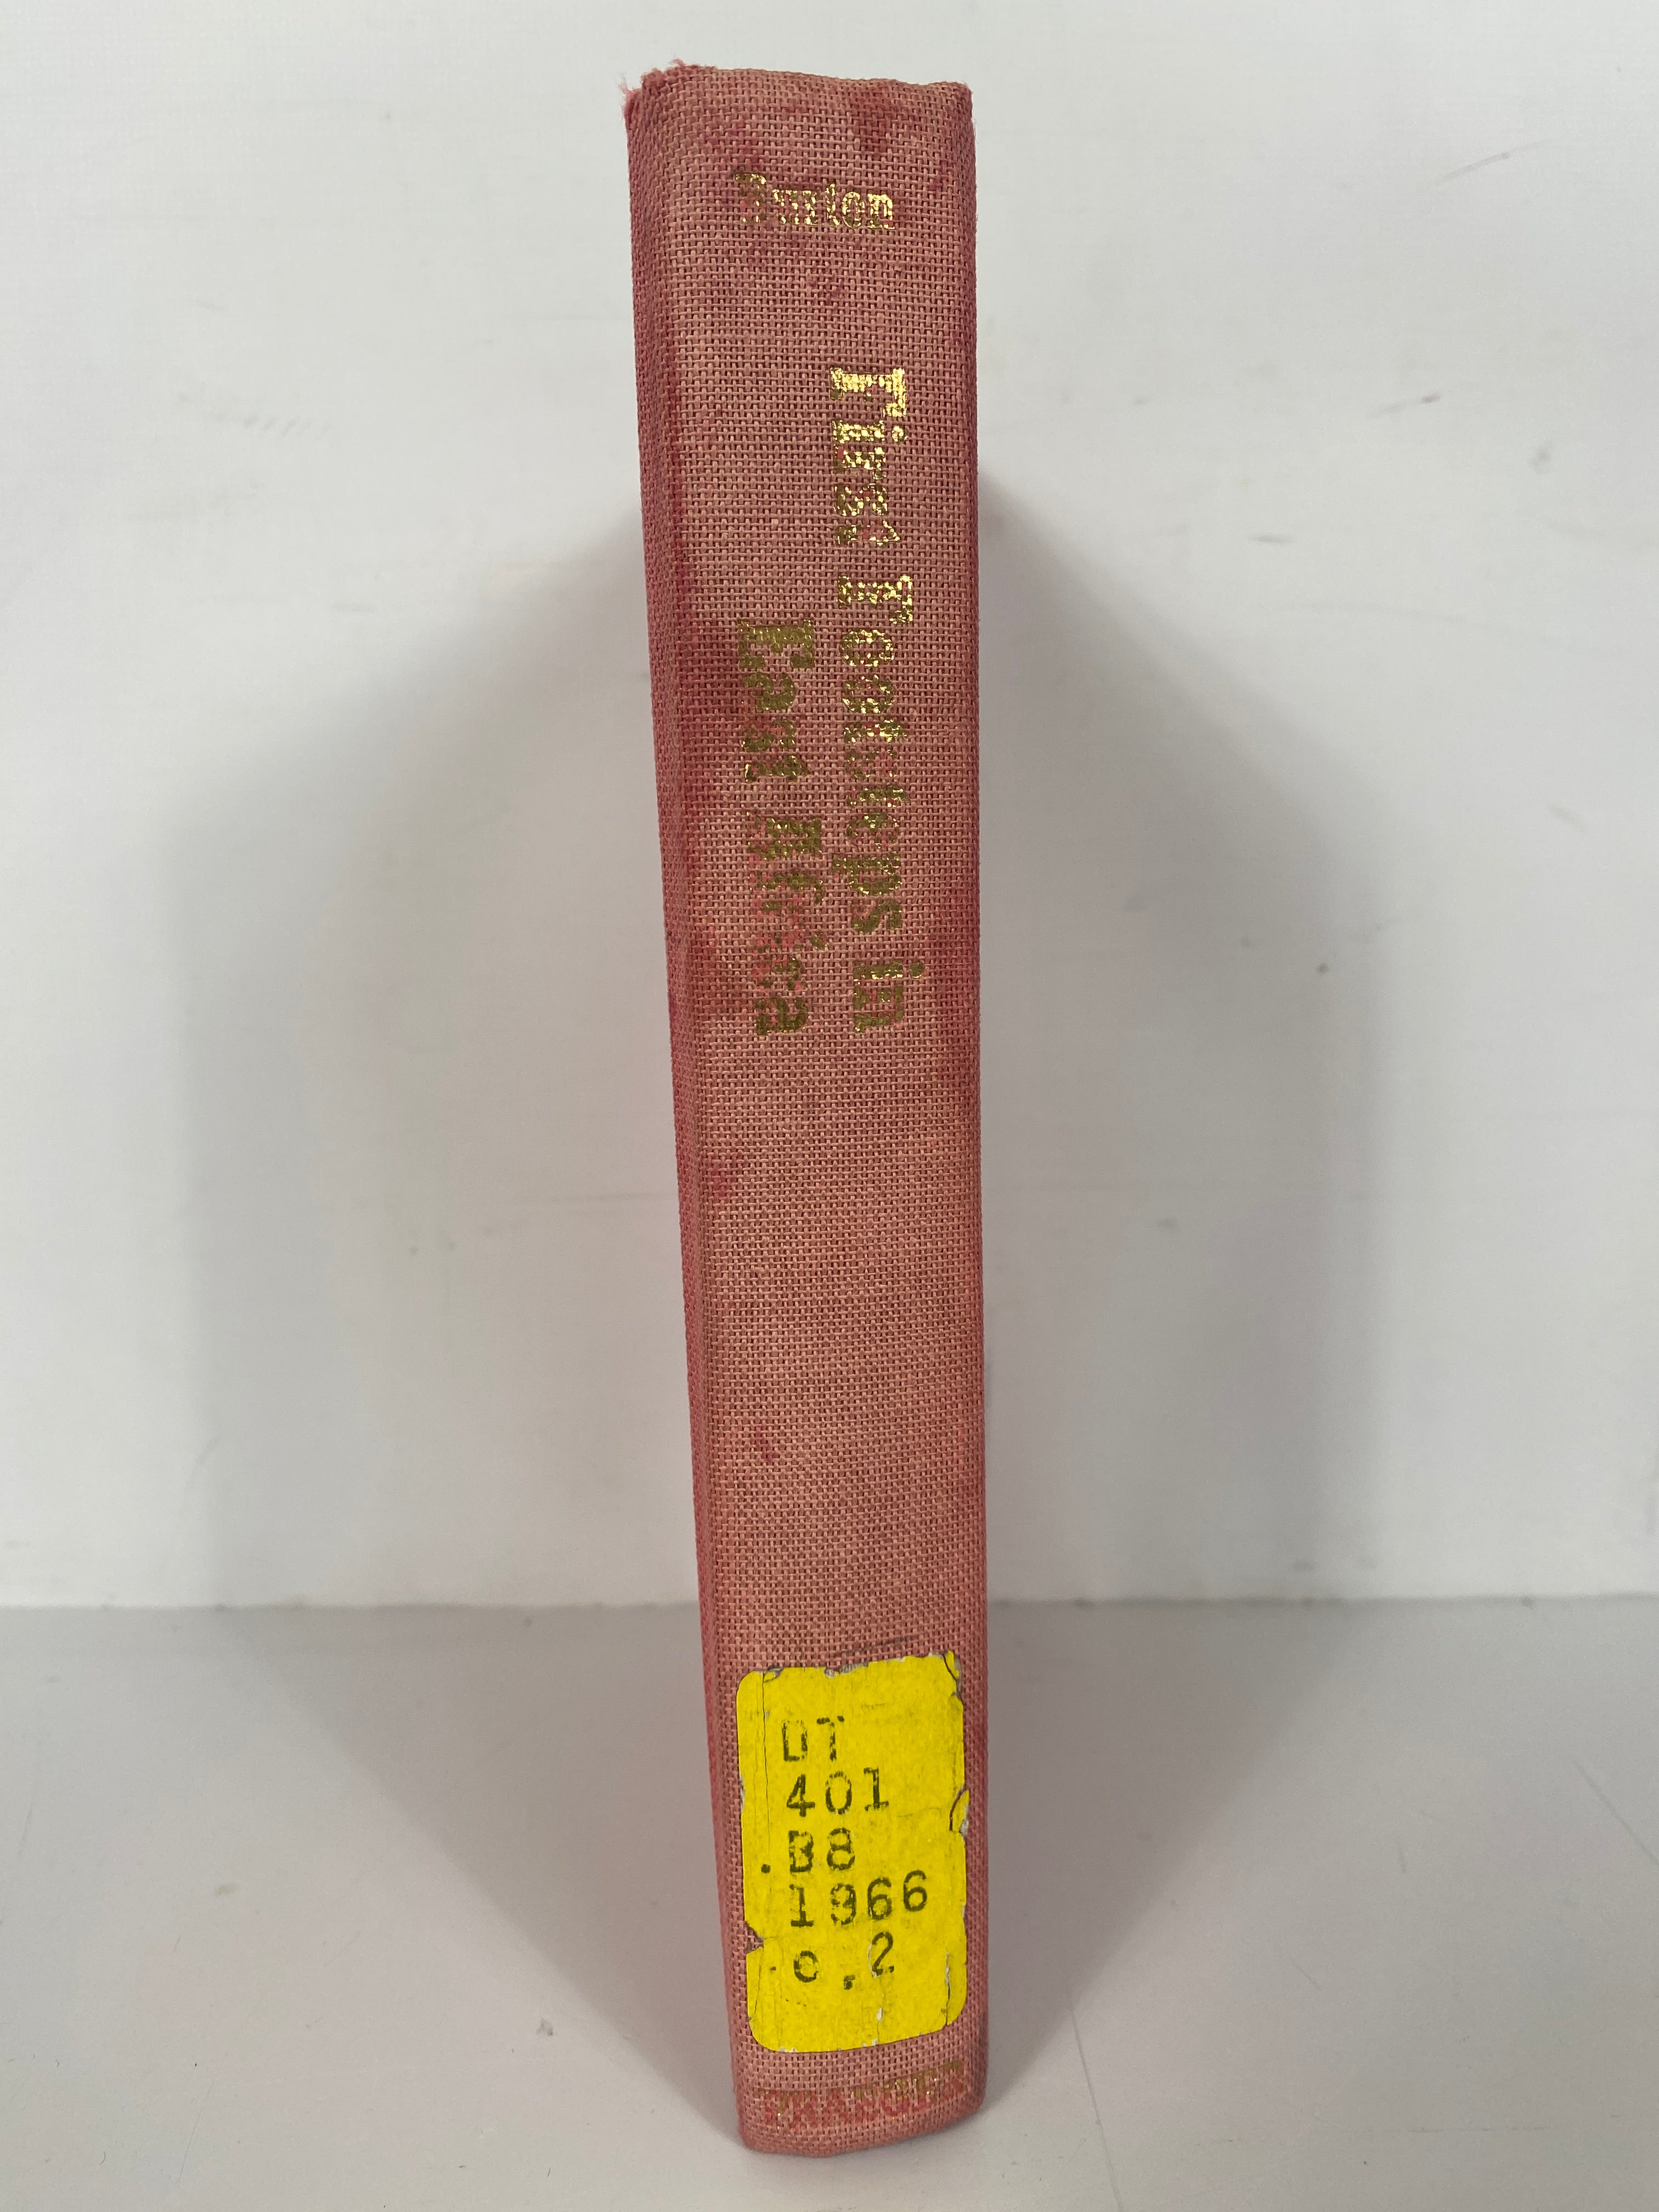 Burton
First Footsteps in
East Africa
DT
401
.B8
1966
c.2
PRAEGER